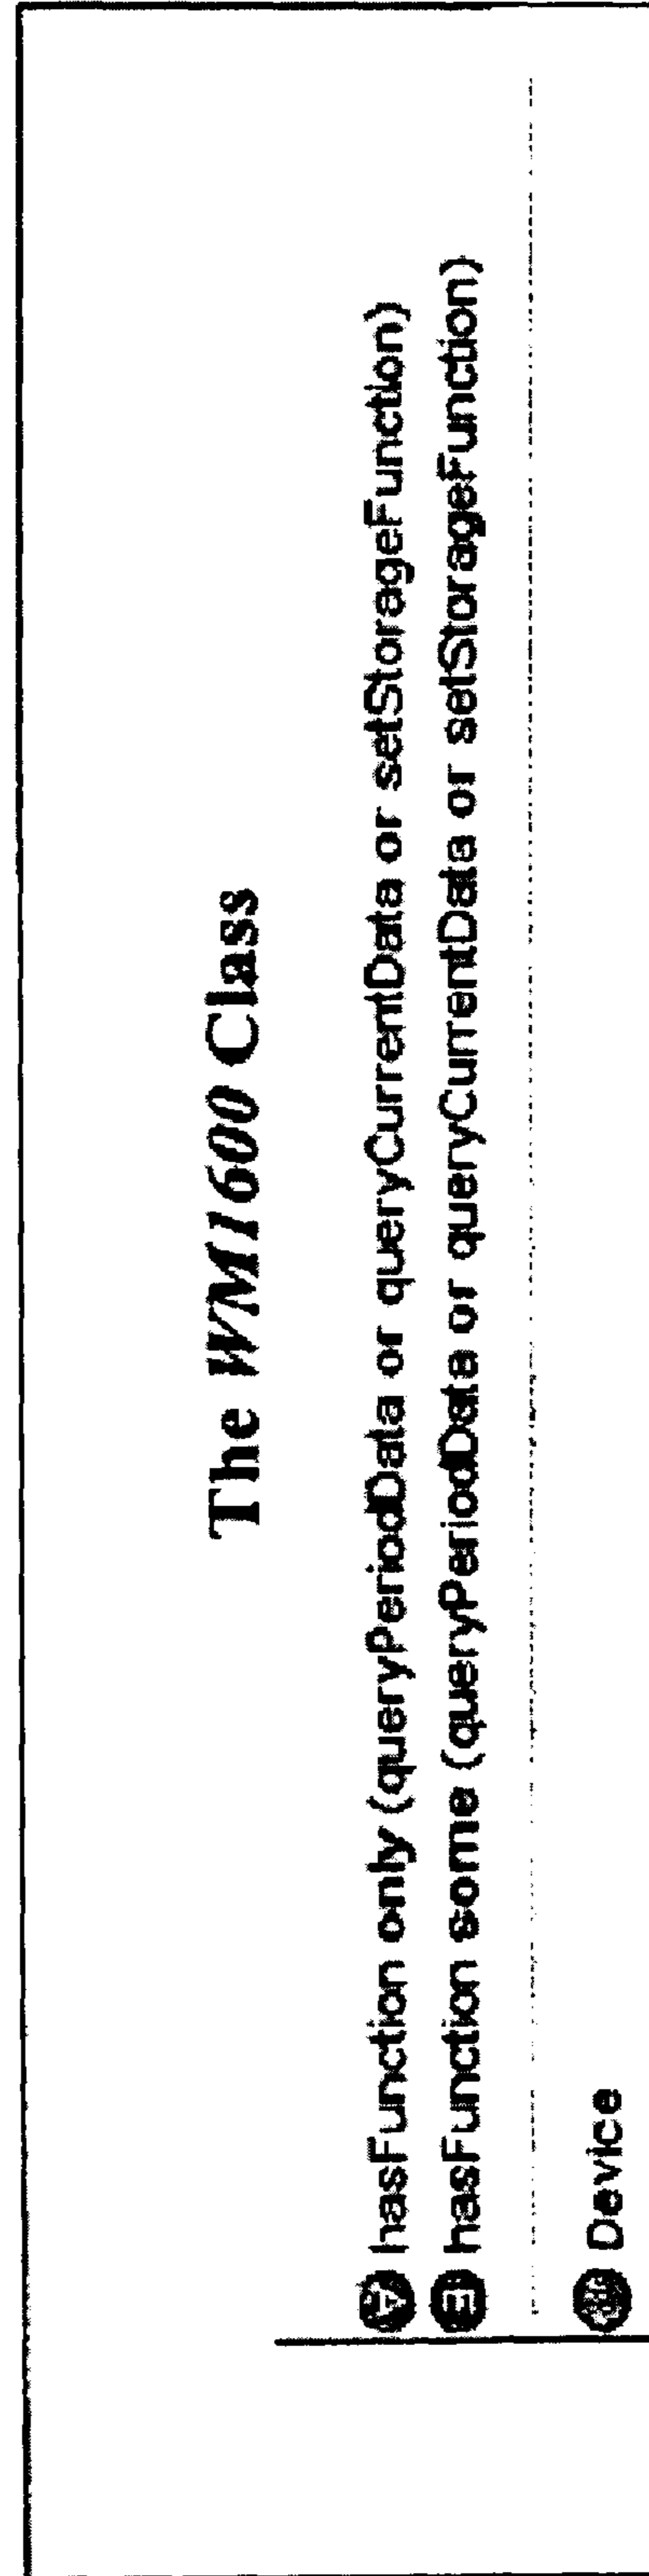 The WM1600 Class
∀ hasFunction only (queryPeriodData or queryCurrentData or setStorageFunction)
∃ hasFunction some (queryPeriodData or queryCurrentData or setStorageFunction)
Device